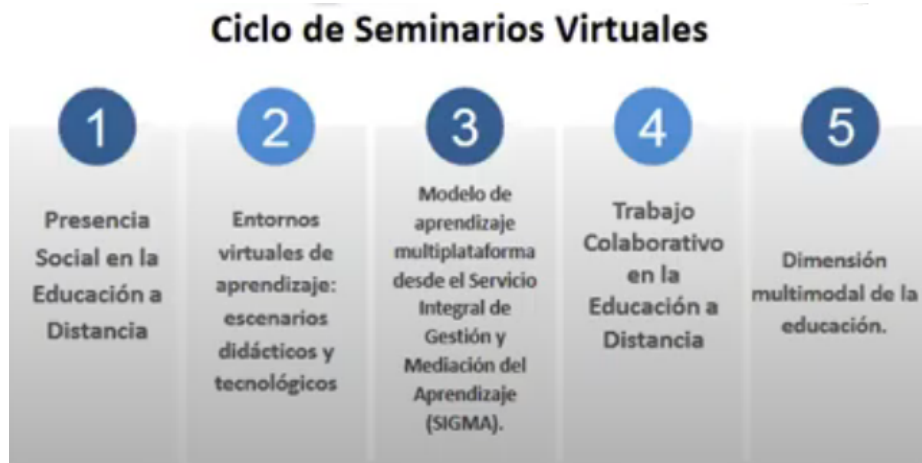 Ciclo de Seminarios Virtuales
1
Presencia
Social en la
Educación a
Distancia
2
Entornos
virtuales de
aprendizaje:
escenarios
didácticos y
tecnológicos
3
Modelo de
aprendizaje
multiplataforma
desde el Servicio
Integral de
Gestión y
Mediación del
Aprendizaje
(SIGMA).
4
Trabajo
Colaborativo
en la
Educación a
Distancia
5
Dimensión
multimodal de la
educación.